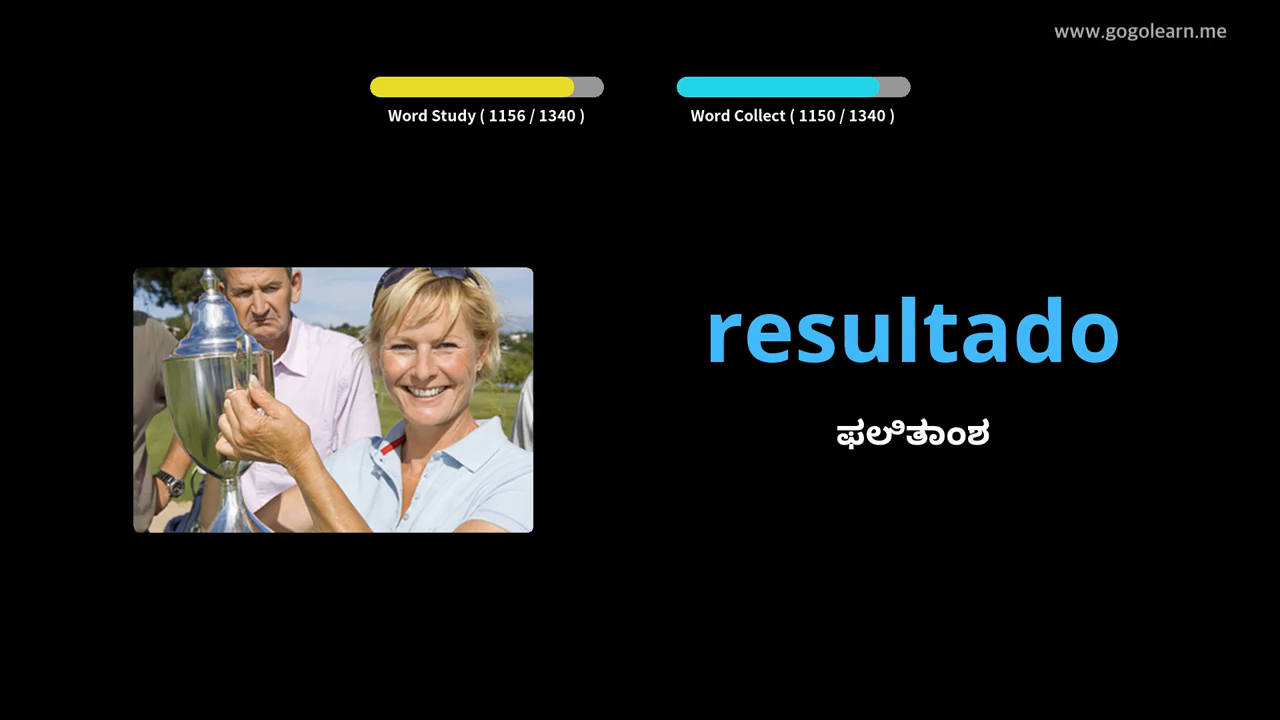 www.gogolearn.me
Word Study ( 1156 / 1340 )
Word Collect ( 1150 / 1340 )
resultado
ಫಲಿತಾಂಶ